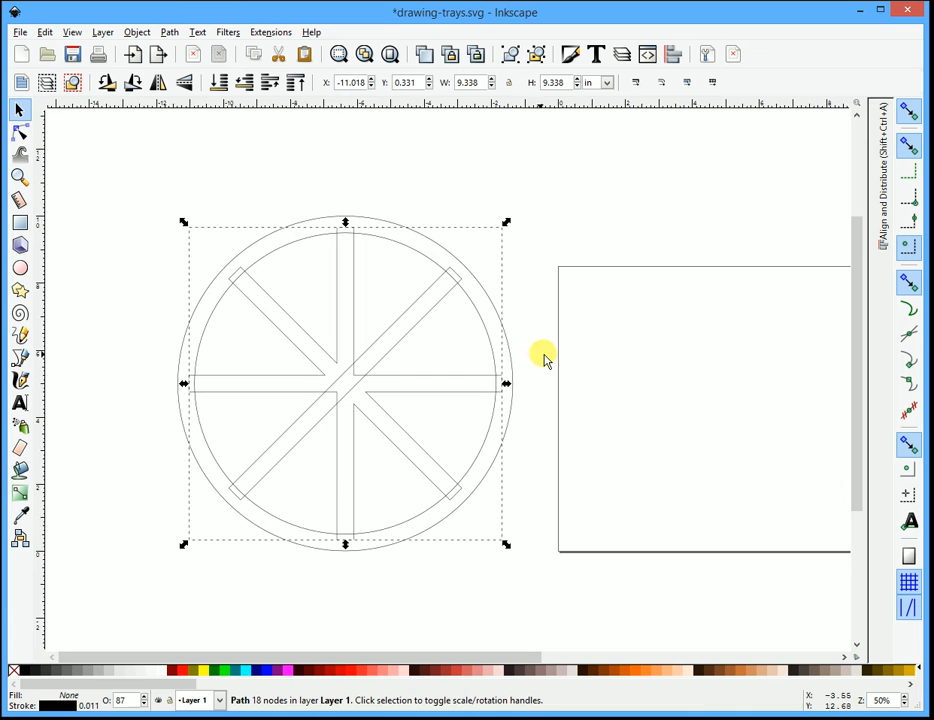 *drawing-trays.svg - Inkscape
File Edit View Layer Object Path Text Filters Extensions Help
X: -11.018 Y: 0.331 W: 9.338 H: 9.338 in
Align and Distribute (Shift+Ctrl+A)
Fill: None O: 87 Layer 1 Path 18 nodes in layer Layer 1. Click selection to toggle scale/rotation handles. X: -3.55 Z: 50%
Stroke: 0.011 Y: 12.68